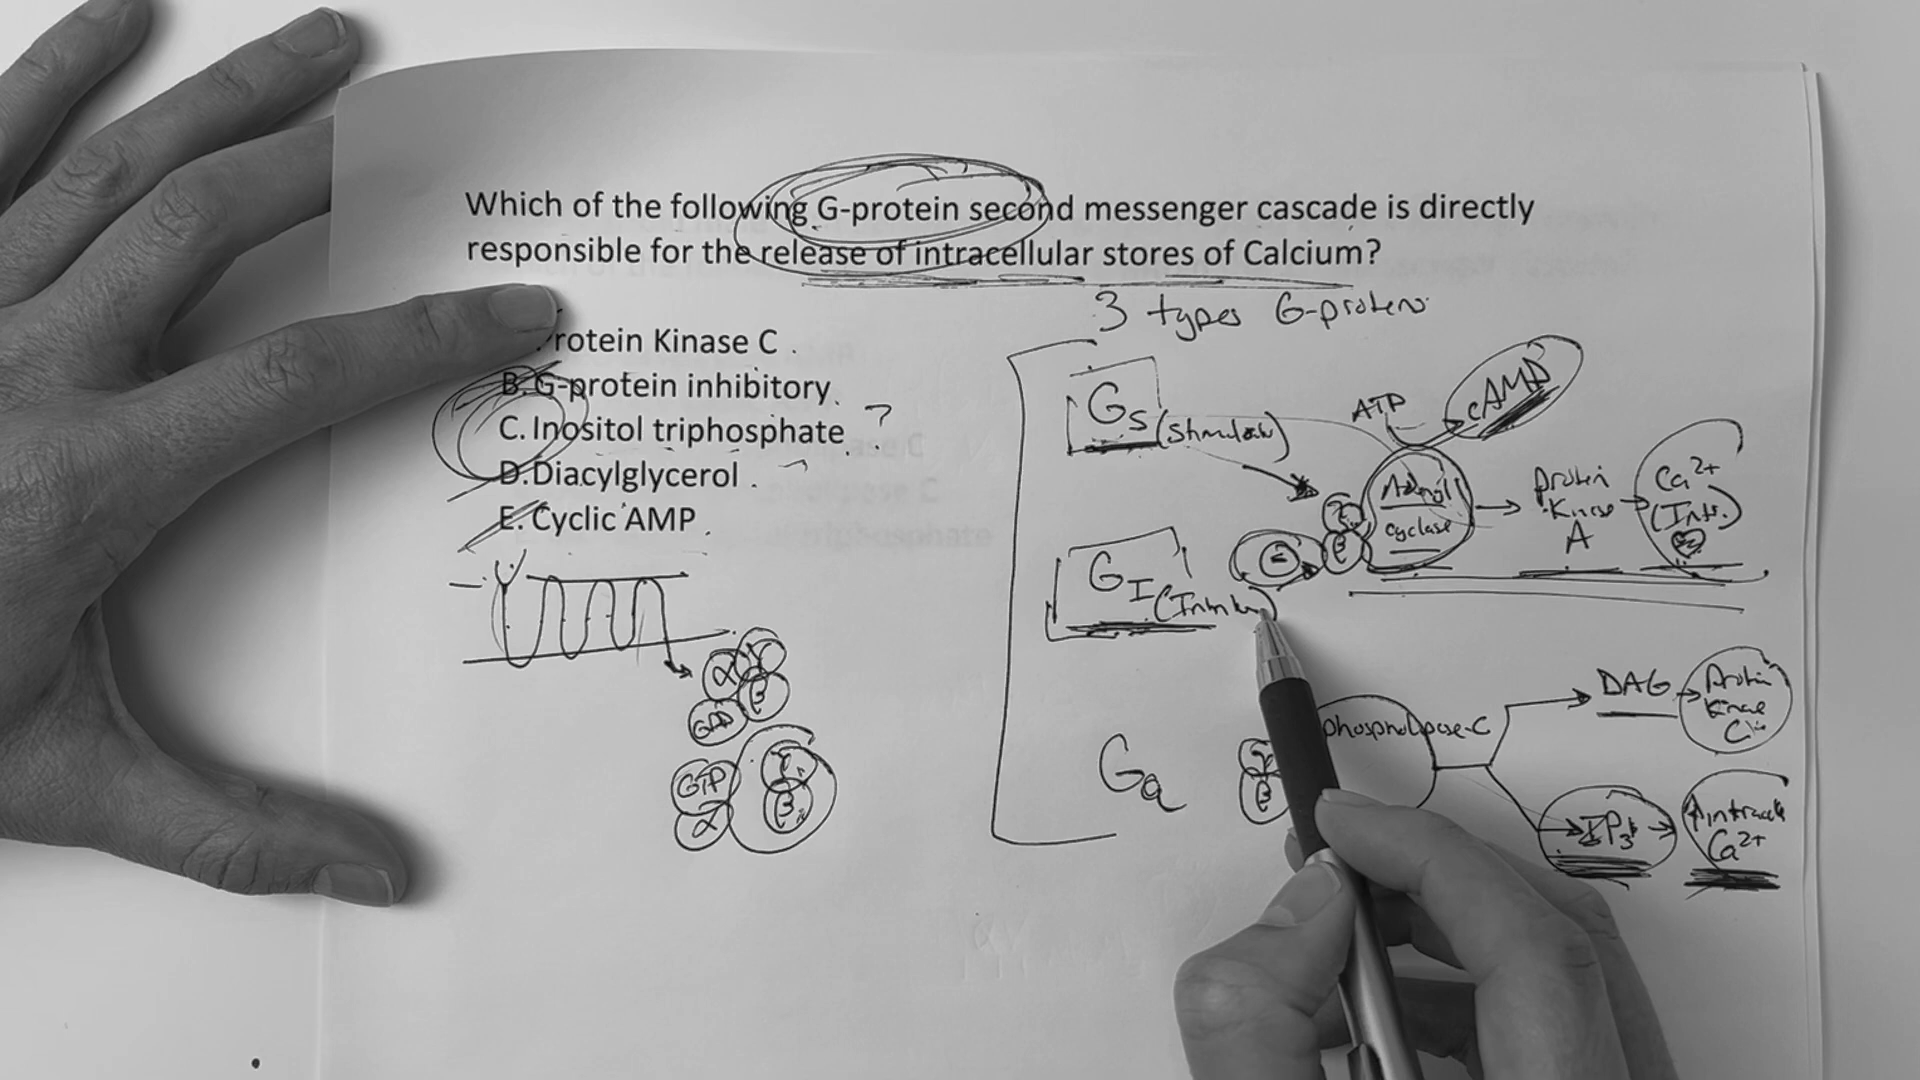 Which of the following G-protein second messenger cascade is directly
responsible for the release of intracellular stores of Calcium?
3 types G-proteins
rotein Kinase C .
B. G-protein inhibitory.
C. Inositol triphosphate ?
D. Diacylglycerol .
E. Cyclic AMP .
Gs
ATP
cAMP
Adenyl
cyclase
Protein
Kinase
A
Ca2+
GI
γ
β
α γ
β
GTP
γ
α
β
Gq
phospholipase-C
DAG
Protein
Kinase
C
IP3
Ca2+
γ
β